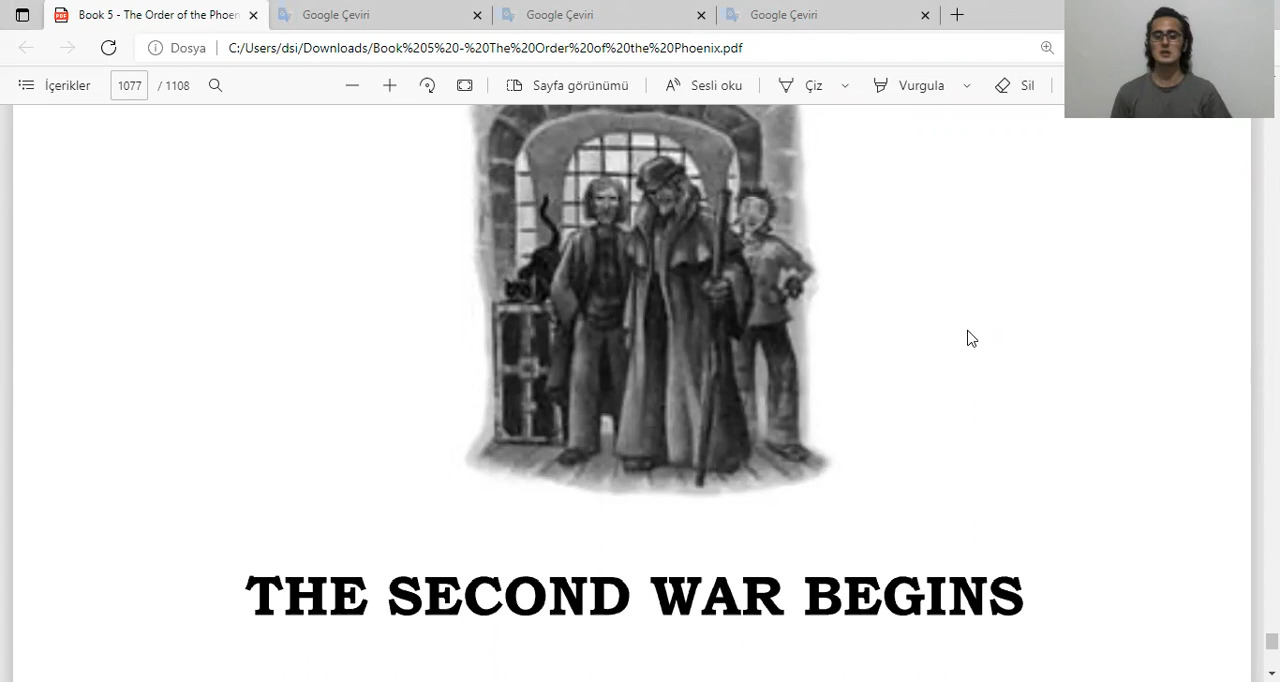 Book 5 - The Order of the Phoen
Google Çeviri
Google Çeviri
Google Çeviri
Dosya
C:/Users/dsi/Downloads/Book%205%20-%20The%20Order%20of%20the%20Phoenix.pdf
İçerikler
1077 / 1108
Sayfa görünümü
Sesli oku
Çiz
Vurgula
Sil
THE SECOND WAR BEGINS